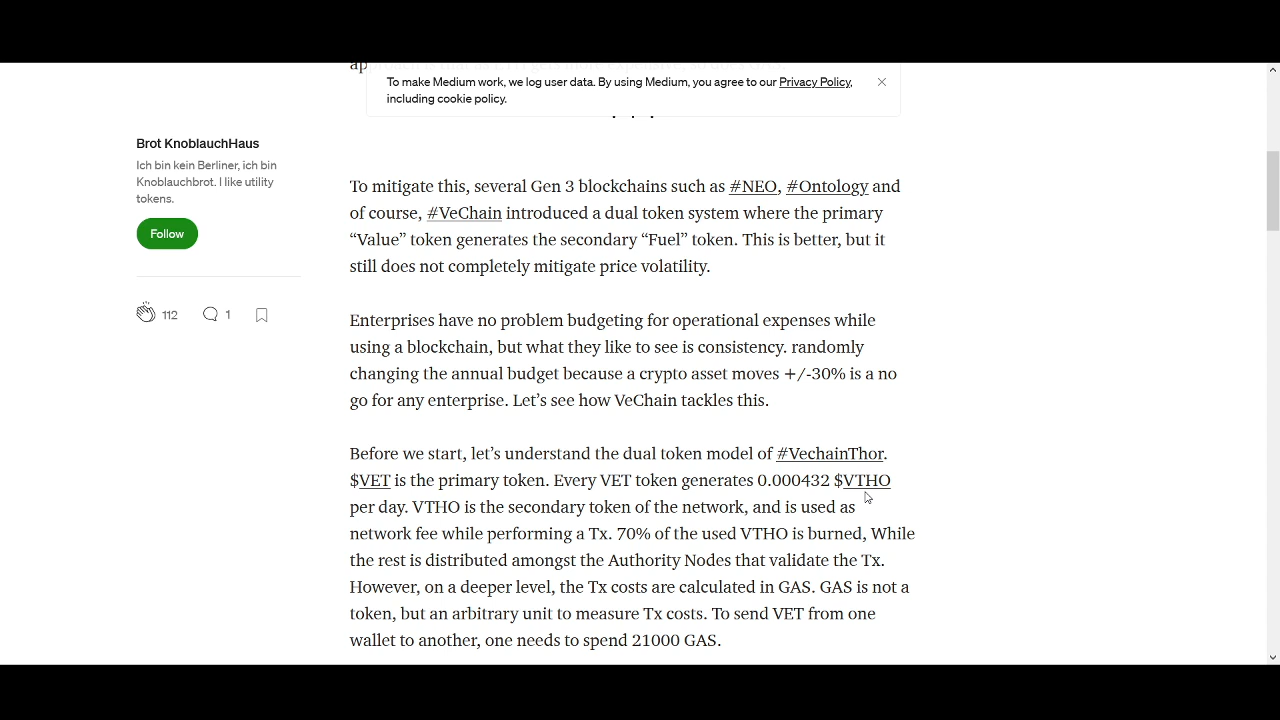 To make Medium work, we log user data. By using Medium, you agree to our Privacy Policy,
including cookie policy.
Brot KnoblauchHaus
Ich bin kein Berliner, ich bin
Knoblauchbrot. I like utility
tokens.
Follow
112
1
To mitigate this, several Gen 3 blockchains such as #NEO, #Ontology and
of course, #VeChain introduced a dual token system where the primary
“Value” token generates the secondary “Fuel” token. This is better, but it
still does not completely mitigate price volatility.
Enterprises have no problem budgeting for operational expenses while
using a blockchain, but what they like to see is consistency. randomly
changing the annual budget because a crypto asset moves +/-30% is a no
go for any enterprise. Let’s see how VeChain tackles this.
Before we start, let’s understand the dual token model of #VechainThor.
$VET is the primary token. Every VET token generates 0.000432 $VTHO
per day. VTHO is the secondary token of the network, and is used as
network fee while performing a Tx. 70% of the used VTHO is burned, While
the rest is distributed amongst the Authority Nodes that validate the Tx.
However, on a deeper level, the Tx costs are calculated in GAS. GAS is not a
token, but an arbitrary unit to measure Tx costs. To send VET from one
wallet to another, one needs to spend 21000 GAS.